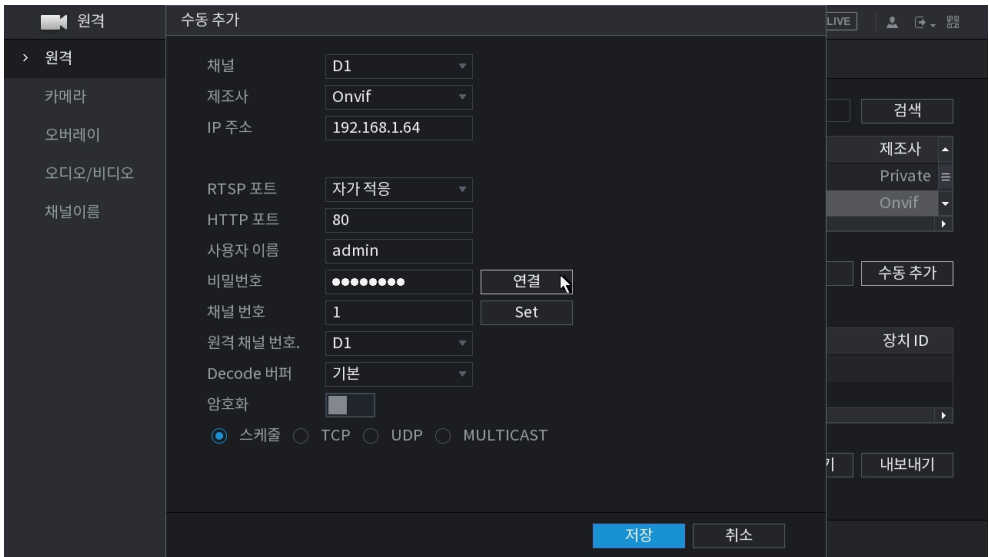 원격
수동 추가
LIVE
원격
카메라
오버레이
오디오/비디오
채널이름
채널 D1
제조사 Onvif
IP 주소 192.168.1.64
RTSP 포트 자가 적응
HTTP 포트 80
사용자 이름 admin
비밀번호 ●●●●●●●● 연결
채널 번호 1 Set
원격 채널 번호. D1
Decode 버퍼 기본
암호화
스케줄 TCP UDP MULTICAST
저장 취소
검색
제조사
Private
Onvif
수동 추가
장치 ID
내보내기